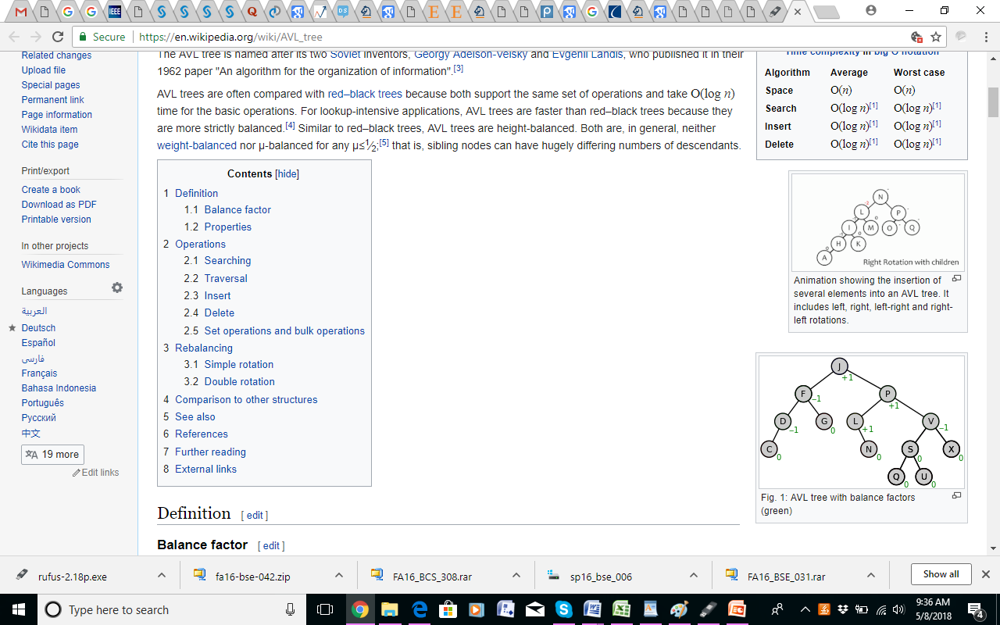 Secure
https://en.wikipedia.org/wiki/AVL_tree
Related changes
Upload file
Special pages
Permanent link
Page information
Wikidata item
Cite this page
Print/export
Create a book
Download as PDF
Printable version
In other projects
Wikimedia Commons
Languages
العربية
Deutsch
Español
فارسی
Français
Bahasa Indonesia
Português
Русский
中文
19 more
Edit links
The AVL tree is named after its two Soviet inventors, Georgy Adelson-Velsky and Evgenii Landis, who published it in their
1962 paper "An algorithm for the organization of information".[3]
AVL trees are often compared with red–black trees because both support the same set of operations and take O(log n)
time for the basic operations. For lookup-intensive applications, AVL trees are faster than red–black trees because they
are more strictly balanced.[4] Similar to red–black trees, AVL trees are height-balanced. Both are, in general, neither
weight-balanced nor μ-balanced for any μ≤1⁄2;[5] that is, sibling nodes can have hugely differing numbers of descendants.
Contents [hide]
1 Definition
1.1 Balance factor
1.2 Properties
2 Operations
2.1 Searching
2.2 Traversal
2.3 Insert
2.4 Delete
2.5 Set operations and bulk operations
3 Rebalancing
3.1 Simple rotation
3.2 Double rotation
4 Comparison to other structures
5 See also
6 References
7 Further reading
8 External links
Definition [ edit ]
Balance factor [ edit ]
Time complexity in big O notation
Algorithm Average Worst case
Space O(n) O(n)
Search O(log n)[1] O(log n)[1]
Insert O(log n)[1] O(log n)[1]
Delete O(log n)[1] O(log n)[1]
N
L P
I M O Q
H K
A
Right Rotation with children
Animation showing the insertion of
several elements into an AVL tree. It
includes left, right, left-right and right-
left rotations.
J
+1
F –1 P +1
D –1 G 0 L +1 V –1
C 0 N 0 S 0 X 0
Q 0 U 0
Fig. 1: AVL tree with balance factors
(green)
rufus-2.18p.exe
fa16-bse-042.zip
FA16_BCS_308.rar
sp16_bse_006
FA16_BSE_031.rar
Show all
Type here to search
9:36 AM
5/8/2018
4